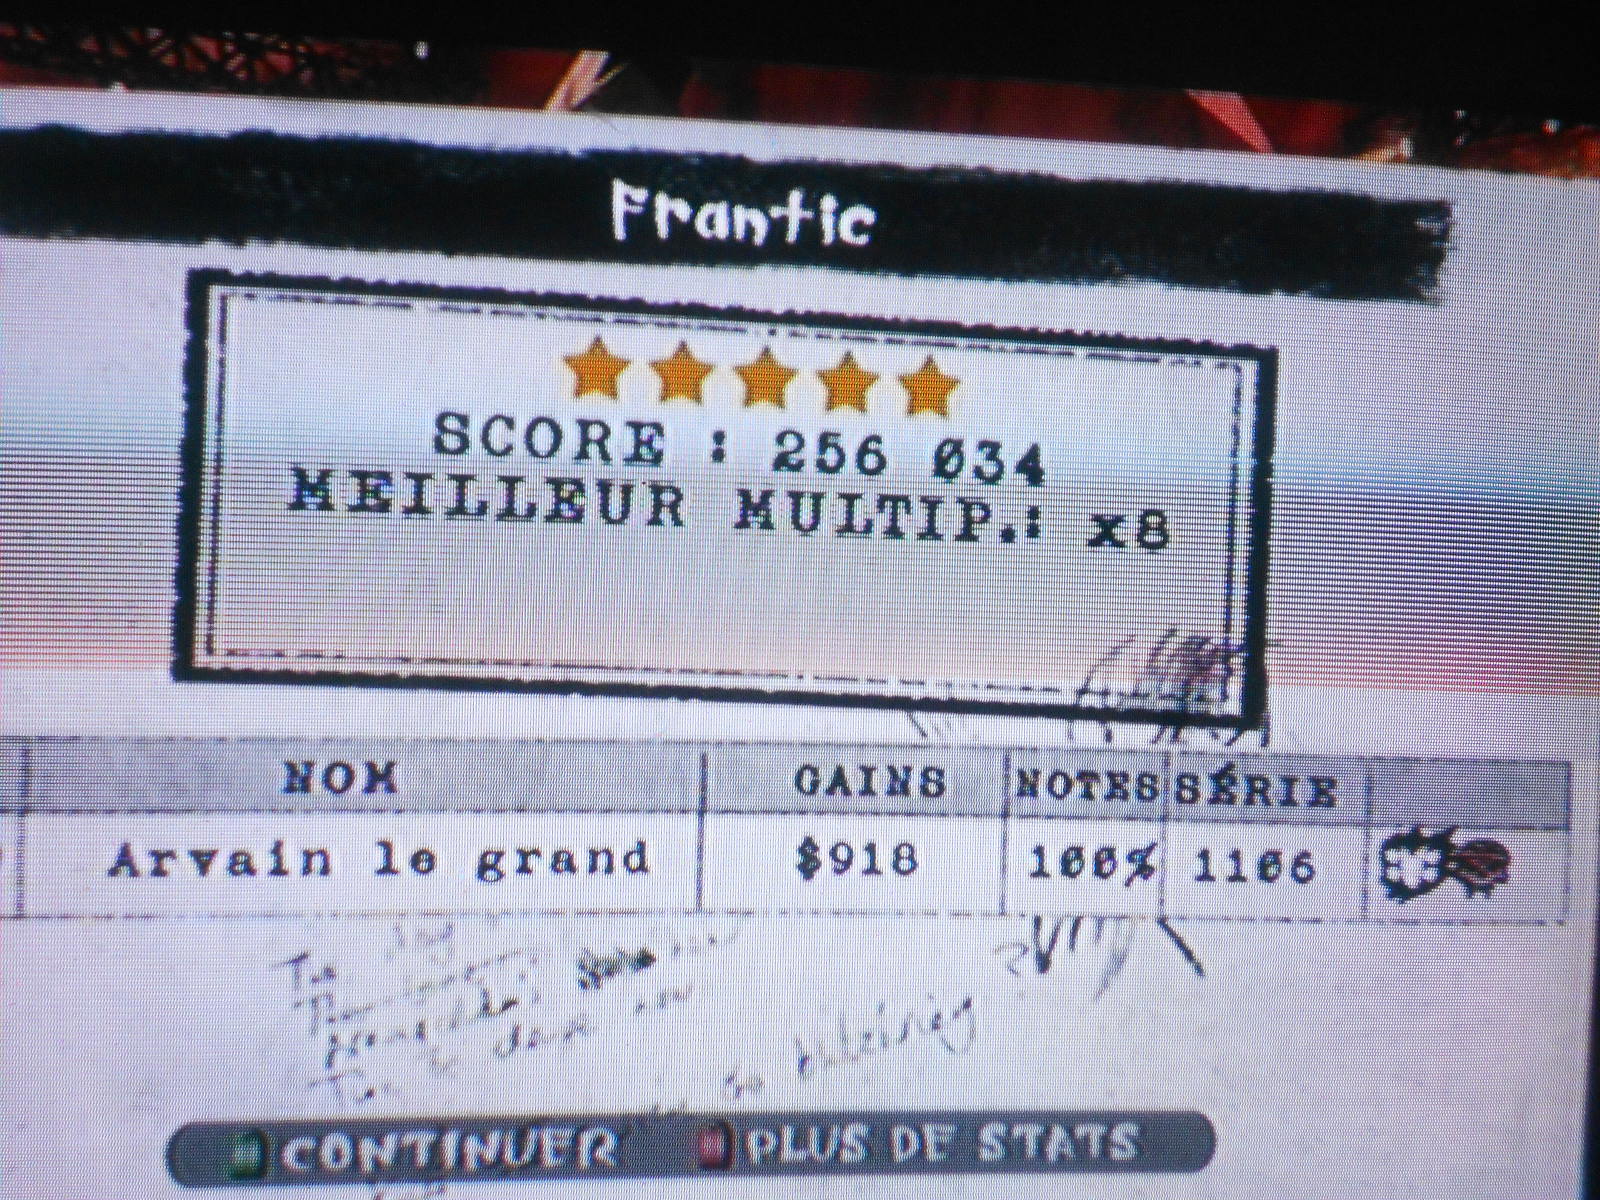 Frantic
SCORE : 256 034
MEILLEUR MULTIP.: x8
NOM GAINS NOTES SÉRIE
Arvain le grand $918 100% 1106
CONTINUER PLUS DE STATS